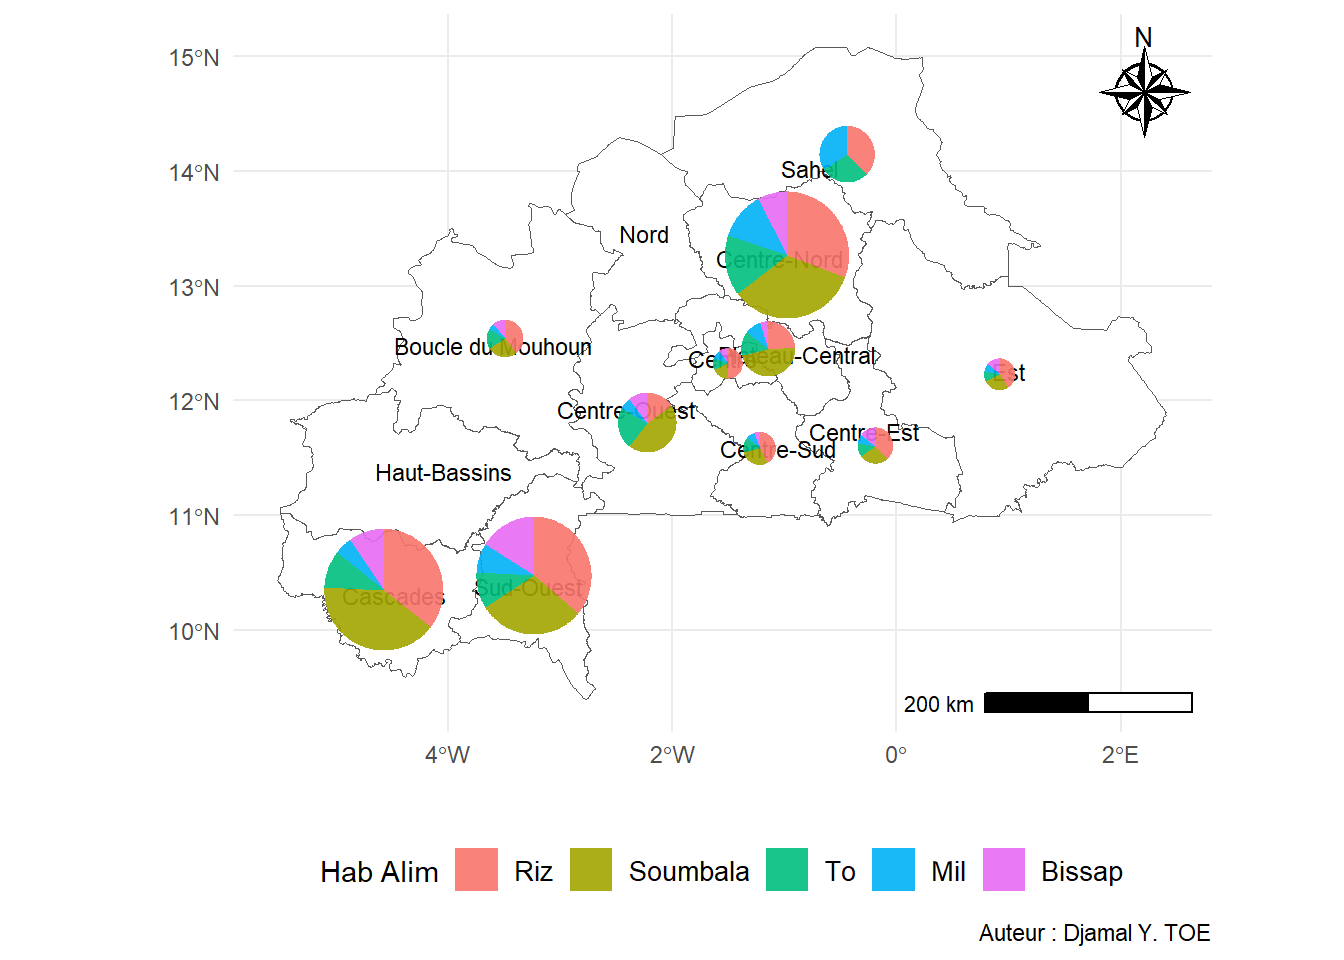 N
15°N
14°N
13°N
12°N
11°N
10°N
Sahel
Nord
Centre-Nord
Boucle du Mouhoun
Centre
Plateau-Central
Est
Centre-Ouest
Centre-Est
Centre-Sud
Haut-Bassins
Cascades
Sud-Ouest
200 km
4°W 2°W 0° 2°E
Hab Alim Riz Soumbala To Mil Bissap
Auteur : Djamal Y. TOE